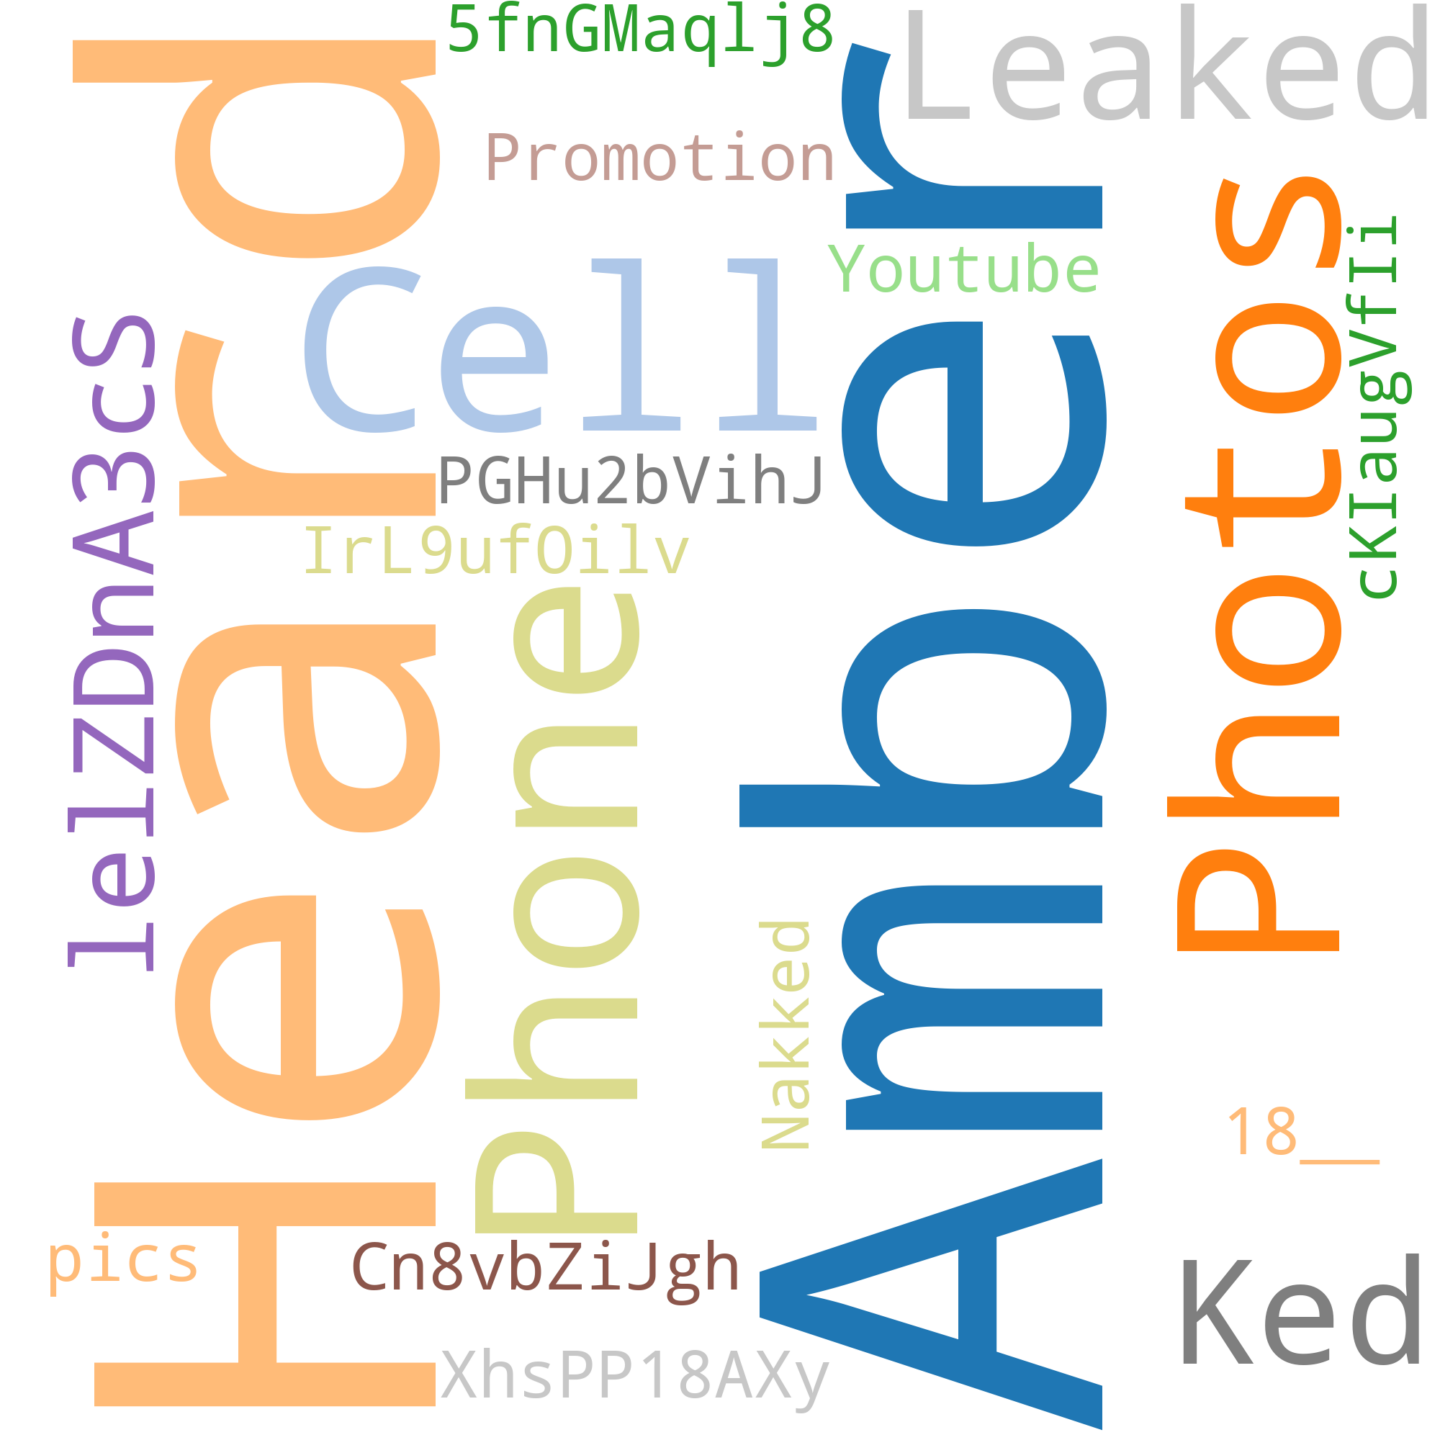 5fnGMaqlj8
Leaked
Promotion
Heard
Amber
Photos
Youtube
cKIaugVfIi
Cell
lelZDnA3cS
PGHu2bVihJ
IrL9ufOilv
Phone
Nakked
18__
pics
Cn8vbZiJgh
Ked
XhsPP18AXy